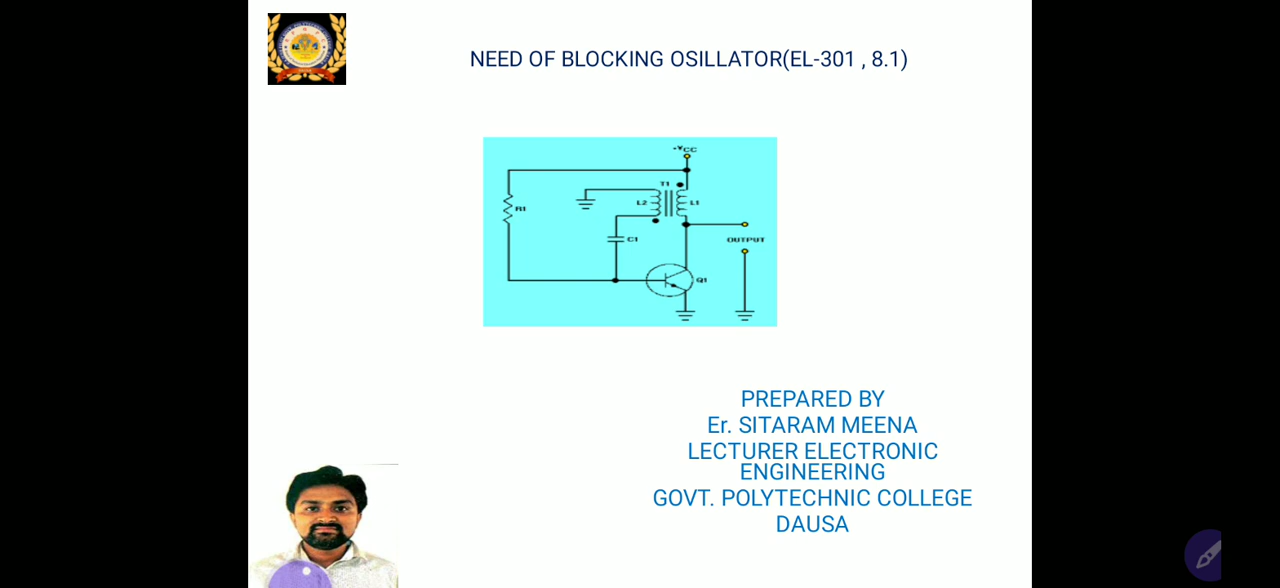 NEED OF BLOCKING OSILLATOR(EL-301 , 8.1)
-VCC
T1
L2
L1
R1
C1
OUTPUT
Q1
PREPARED BY
Er. SITARAM MEENA
LECTURER ELECTRONIC
ENGINEERING
GOVT. POLYTECHNIC COLLEGE
DAUSA